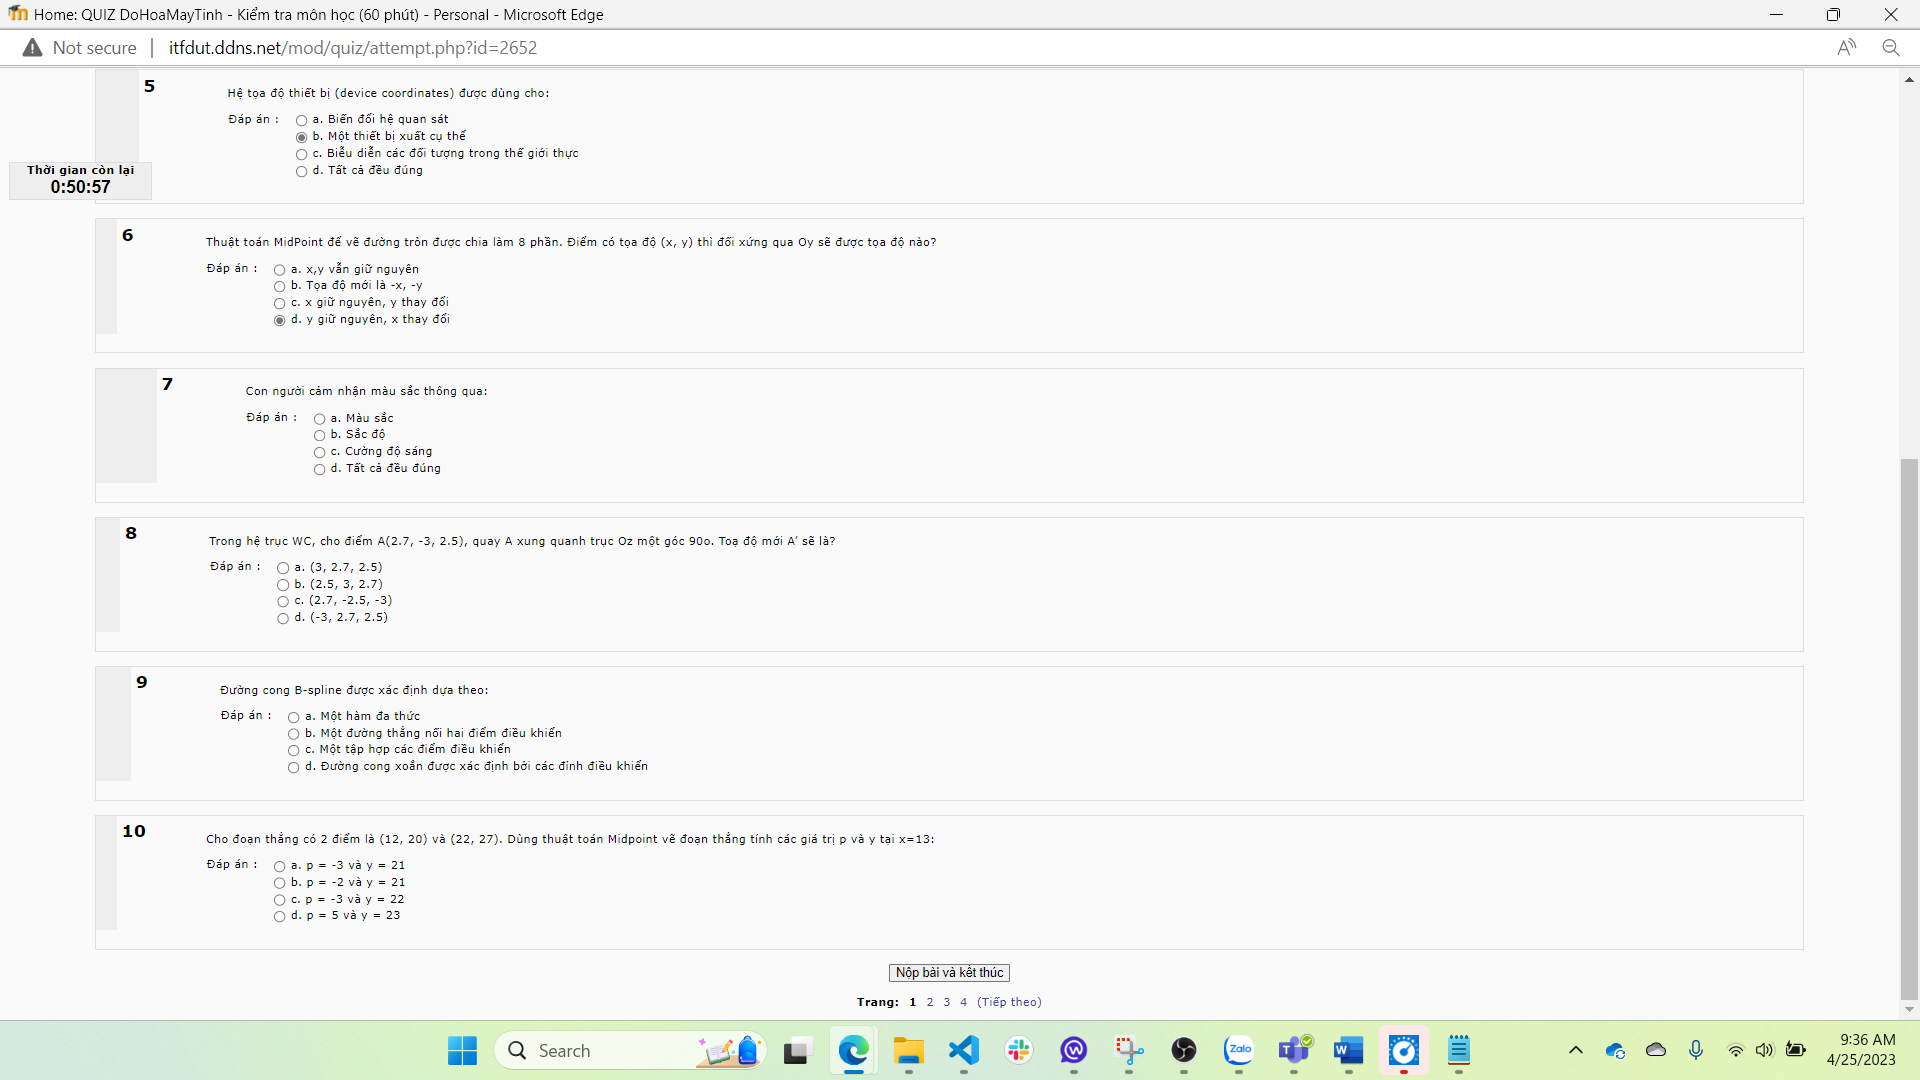 Home: QUIZ DoHoaMayTinh - Kiểm tra môn học (60 phút) - Personal - Microsoft Edge
Not secure | itfdut.ddns.net/mod/quiz/attempt.php?id=2652
5
Hệ tọa độ thiết bị (device coordinates) được dùng cho:
Đáp án :
a. Biến đổi hệ quan sát
b. Một thiết bị xuất cụ thể
c. Biễu diễn các đối tượng trong thế giới thực
d. Tất cả đều đúng
Thời gian còn lại
0:50:57
6
Thuật toán MidPoint để vẽ đường tròn được chia làm 8 phần. Điểm có tọa độ (x, y) thì đối xứng qua Oy sẽ được tọa độ nào?
Đáp án :
a. x,y vẫn giữ nguyên
b. Tọa độ mới là -x, -y
c. x giữ nguyên, y thay đổi
d. y giữ nguyên, x thay đổi
7
Con người cảm nhận màu sắc thông qua:
Đáp án :
a. Màu sắc
b. Sắc độ
c. Cường độ sáng
d. Tất cả đều đúng
8
Trong hệ trục WC, cho điểm A(2.7, -3, 2.5), quay A xung quanh trục Oz một góc 90o. Toạ độ mới A’ sẽ là?
Đáp án :
a. (3, 2.7, 2.5)
b. (2.5, 3, 2.7)
c. (2.7, -2.5, -3)
d. (-3, 2.7, 2.5)
9
Đường cong B-spline được xác định dựa theo:
Đáp án :
a. Một hàm đa thức
b. Một đường thẳng nối hai điểm điều khiển
c. Một tập hợp các điểm điều khiển
d. Đường cong xoắn được xác định bởi các đỉnh điều khiển
10
Cho đoạn thẳng có 2 điểm là (12, 20) và (22, 27). Dùng thuật toán Midpoint vẽ đoạn thẳng tính các giá trị p và y tại x=13:
Đáp án :
a. p = -3 và y = 21
b. p = -2 và y = 21
c. p = -3 và y = 22
d. p = 5 và y = 23
Nộp bài và kết thúc
Trang: 1 2 3 4 (Tiếp theo)
Search
Zalo
9:36 AM
4/25/2023